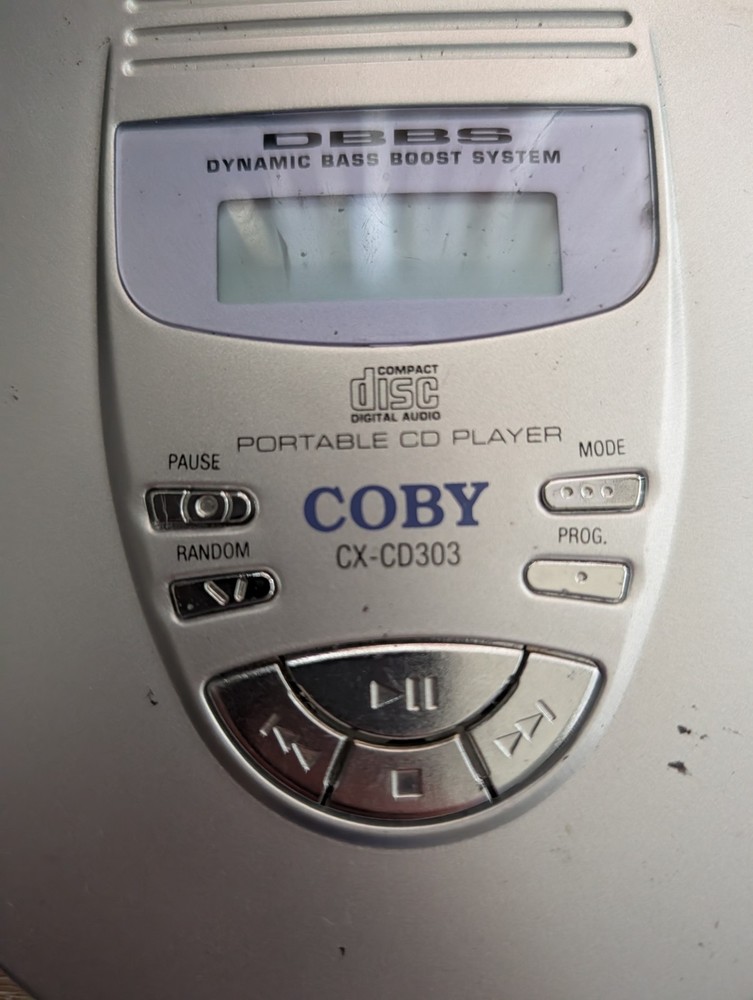 DBBS
DYNAMIC BASS BOOST SYSTEM
COMPACT
disc
DIGITAL AUDIO
PORTABLE CD PLAYER
PAUSE
MODE
COBY
RANDOM
CX-CD303
PROG.